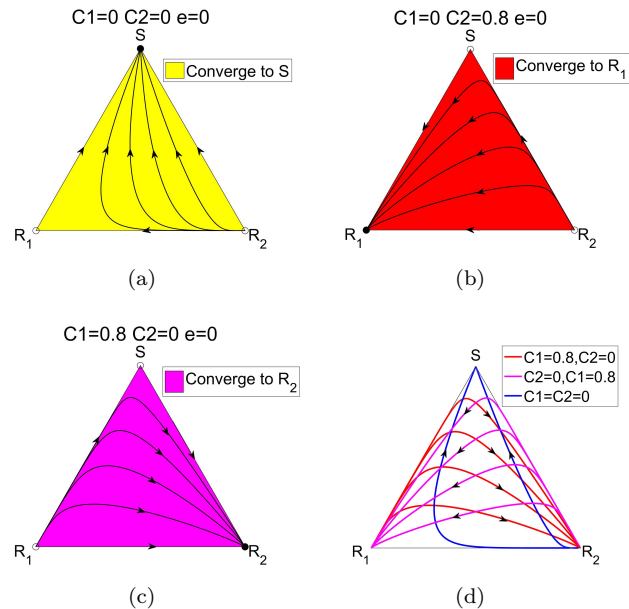 C1=0 C2=0 e=0
S
Converge to S
R1
R2
(a)
C1=0 C2=0.8 e=0
S
Converge to R1
R1
R2
(b)
C1=0.8 C2=0 e=0
S
Converge to R2
R1
R2
(c)
S
C1=0.8,C2=0
C2=0,C1=0.8
C1=C2=0
R1
R2
(d)